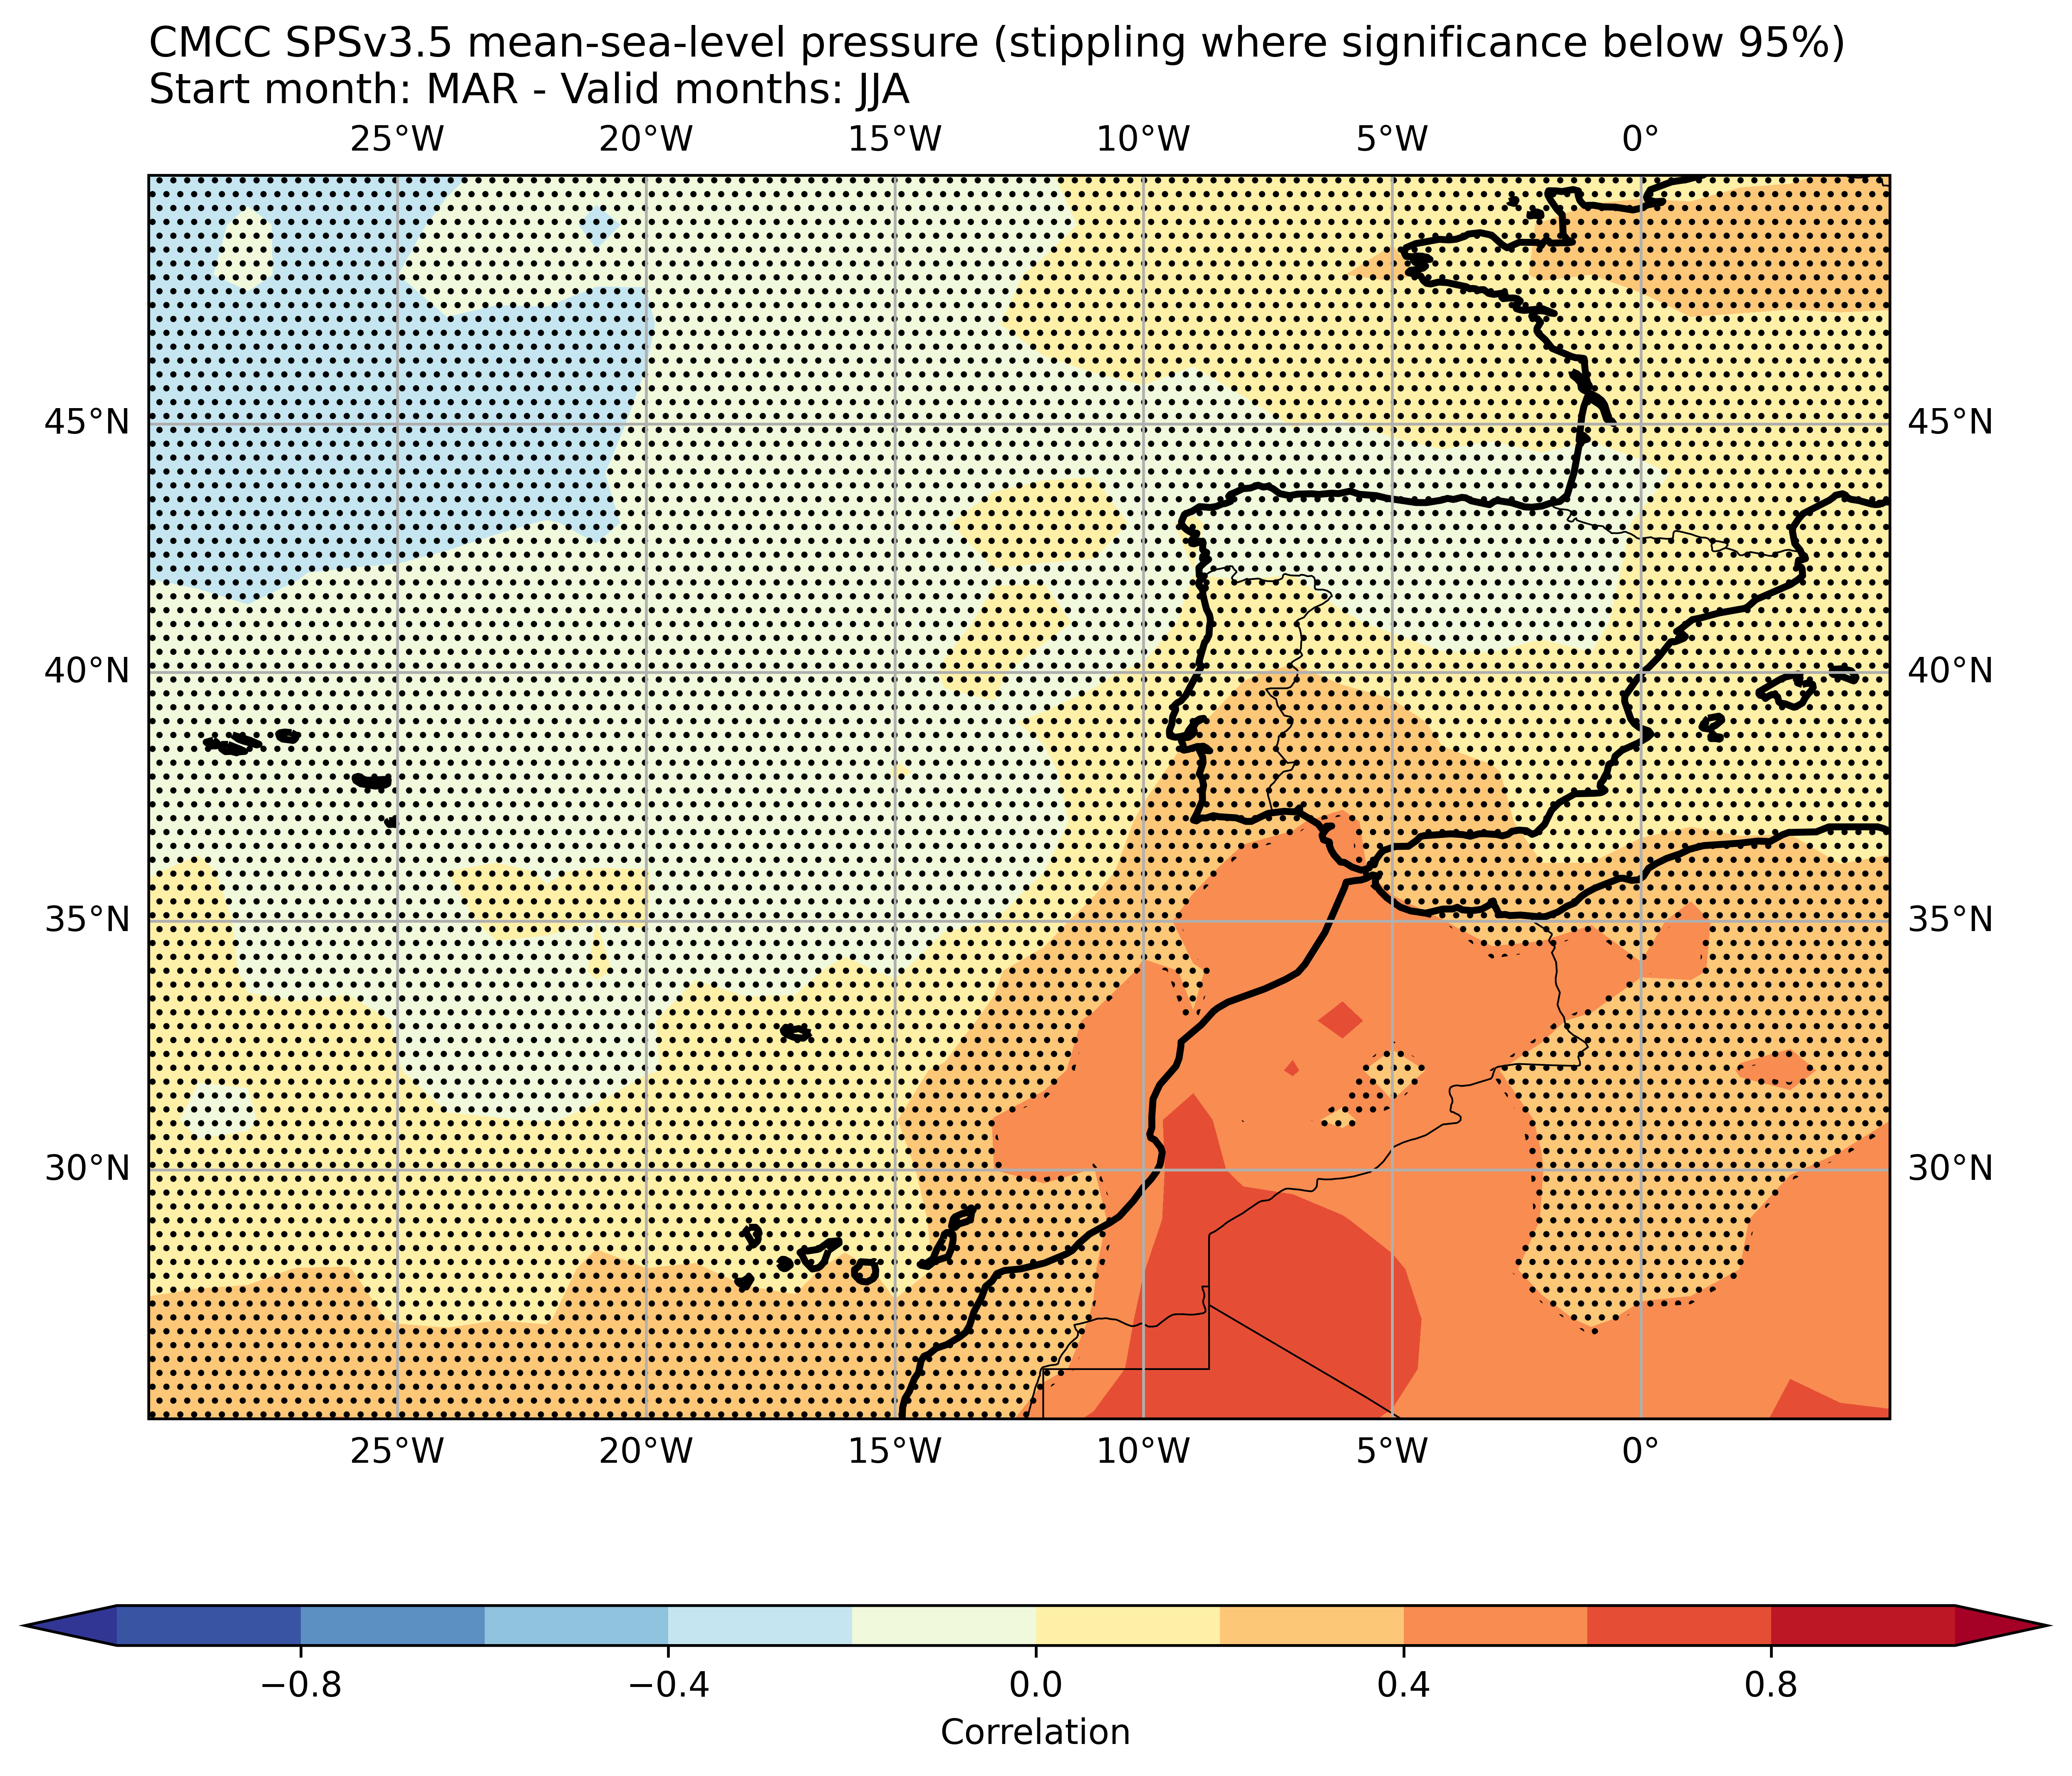 CMCC SPSv3.5 mean-sea-level pressure (stippling where significance below 95%)
Start month: MAR - Valid months: JJA
25°W 20°W 15°W 10°W 5°W 0°
45°N 45°N
40°N 40°N
35°N 35°N
30°N 30°N
25°W 20°W 15°W 10°W 5°W 0°
−0.8 −0.4 0.0 0.4 0.8
Correlation